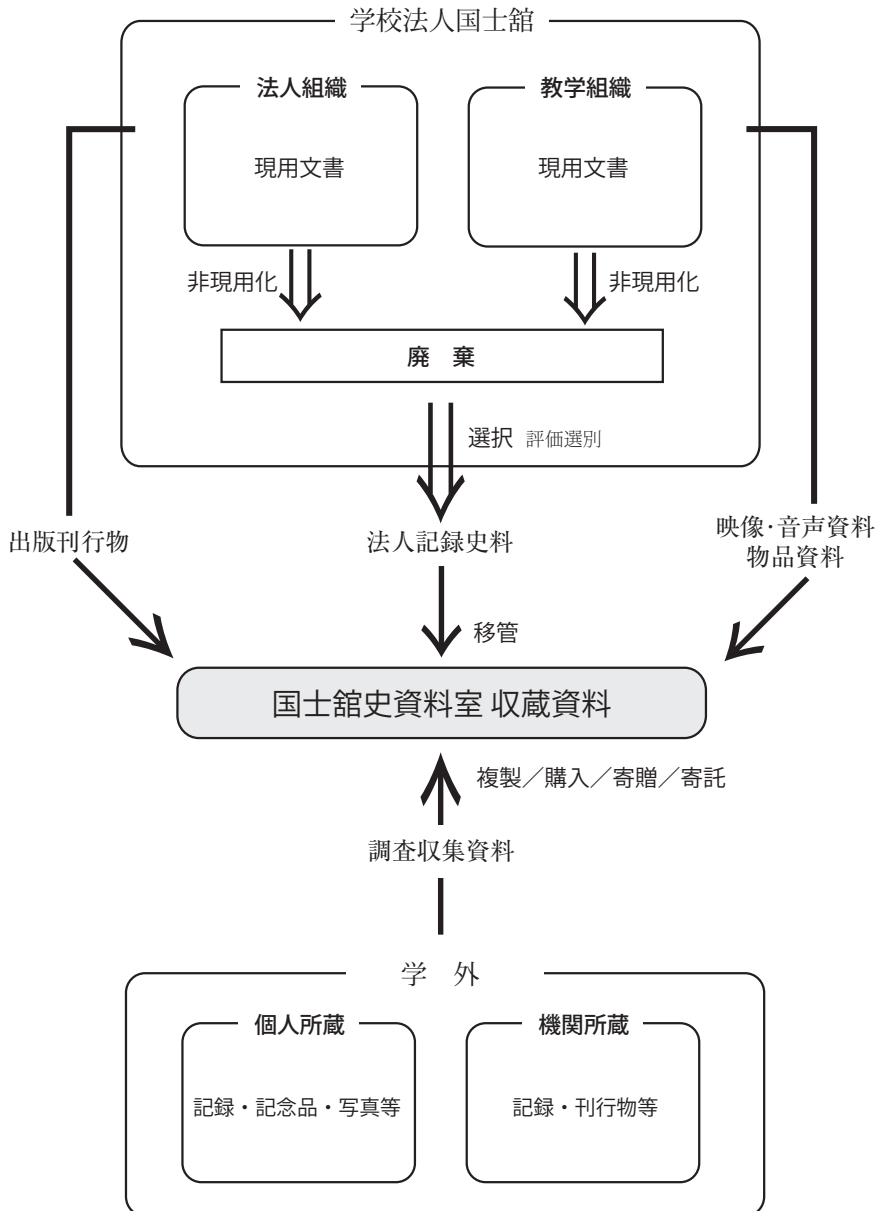 学校法人国士舘
法人組織
教学組織
現用文書
現用文書
非現用化
非現用化
廃　棄
選択 評価選別
出版刊行物
法人記録史料
映像・音声資料
物品資料
移管
国士舘史資料室 収蔵資料
複製／購入／寄贈／寄託
調査収集資料
学　外
個人所蔵
機関所蔵
記録・記念品・写真等
記録・刊行物等